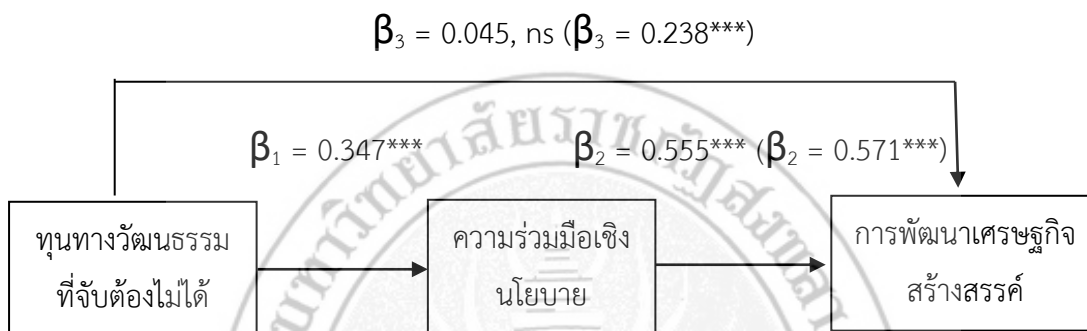 β₃ = 0.045, ns (β₃ = 0.238***)
β₁ = 0.347***
β₂ = 0.555*** (β₂ = 0.571***)
ทุนทางวัฒนธรรม
ที่จับต้องไม่ได้
ความร่วมมือเชิง
นโยบาย
การพัฒนาเศรษฐกิจ
สร้างสรรค์